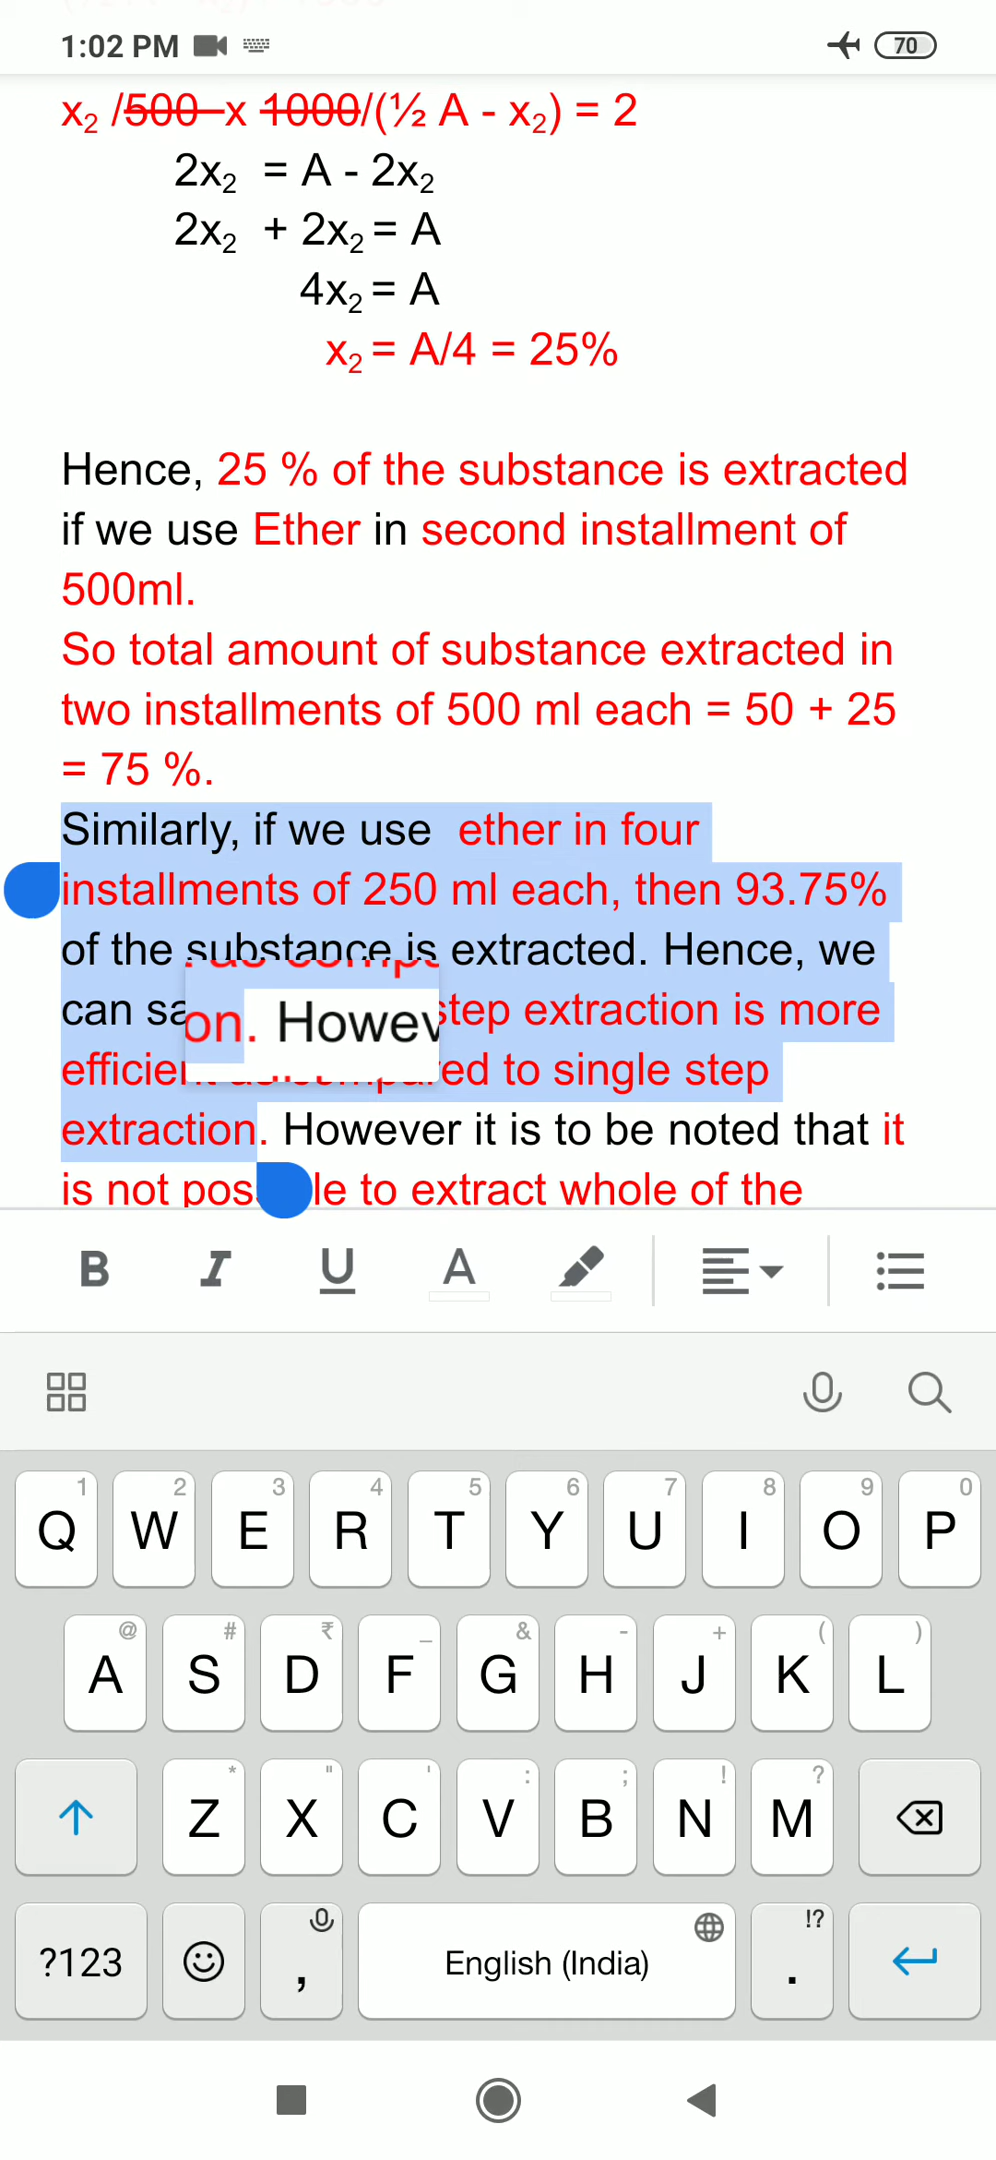 1:02 PM 70
x₂ /500 x 1000/(½ A - x₂) = 2
2x₂ = A - 2x₂
2x₂ + 2x₂ = A
4x₂ = A
x₂ = A/4 = 25%
Hence, 25 % of the substance is extracted
if we use Ether in second installment of
500ml.
So total amount of substance extracted in
two installments of 500 ml each = 50 + 25
= 75 %.
Similarly, if we use ether in four
installments of 250 ml each, then 93.75%
of the substance is extracted. Hence, we
can sa step extraction is more
on. Howev
efficien ed to single step
extraction. However it is to be noted that it
is not pos le to extract whole of the
B I U A
1 2 3 4 5 6 7 8 9 0
Q W E R T Y U I O P
@ # ₹ _ & - + ( )
A S D F G H J K L
* " ' : ; ! ?
Z X C V B N M
!?
?123 , English (India) .